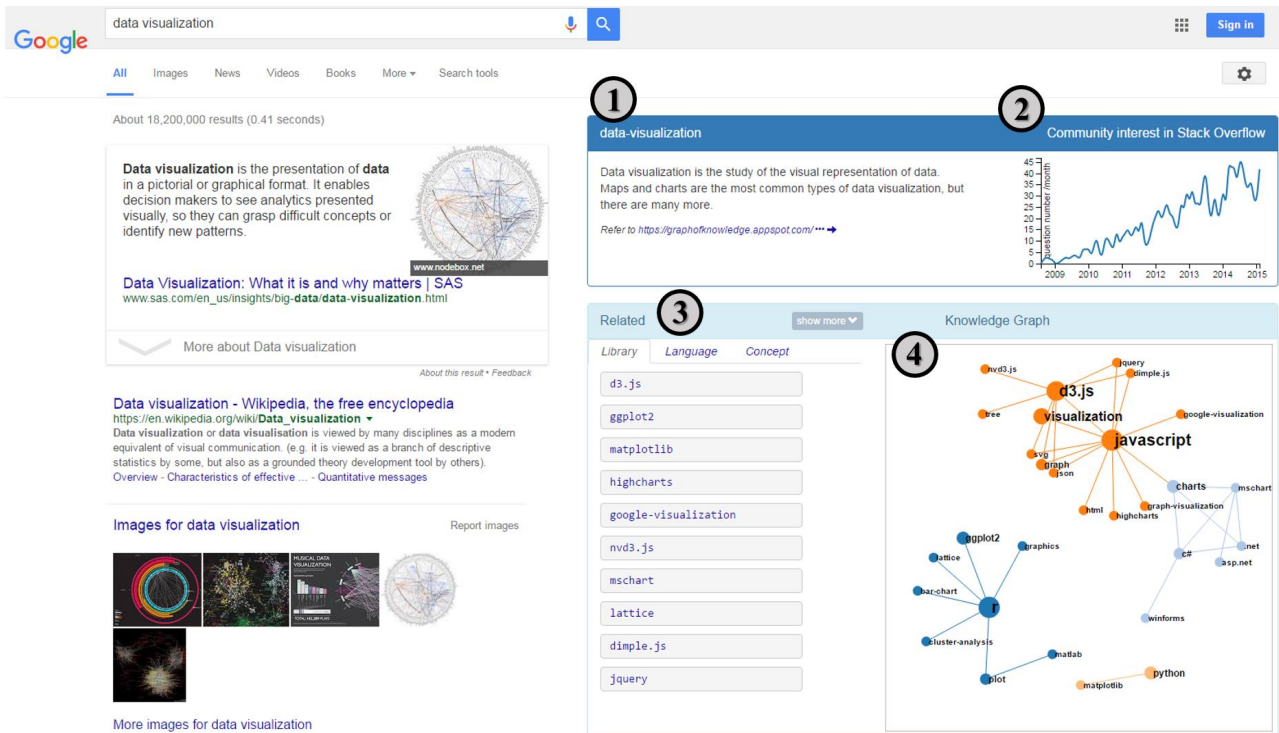 Google
data visualization
Sign in
All Images News Videos Books More Search tools
About 18,200,000 results (0.41 seconds)
Data visualization is the presentation of data
in a pictorial or graphical format. It enables
decision makers to see analytics presented
visually, so they can grasp difficult concepts or
identify new patterns.
www.nodebox.net
Data Visualization: What it is and why matters | SAS
www.sas.com/en_us/insights/big-data/data-visualization.html
More about Data visualization
About this result • Feedback
Data visualization - Wikipedia, the free encyclopedia
https://en.wikipedia.org/wiki/Data_visualization
Data visualization or data visualisation is viewed by many disciplines as a modern
equivalent of visual communication. (e.g. it is viewed as a branch of descriptive
statistics by some, but also as a grounded theory development tool by others).
Overview - Characteristics of effective ... - Quantitative messages
Images for data visualization
Report images
MUSICAL DATA
VISUALIZATION
More images for data visualization
1
data-visualization
Data visualization is the study of the visual representation of data.
Maps and charts are the most common types of data visualization, but
there are many more.
Refer to https://graphofknowledge.appspot.com/ •••
2
Community interest in Stack Overflow
question number /month
45
40
35
30
25
20
15
10
5
0
2009 2010 2011 2012 2013 2014 2015
Related
3
show more
Library Language Concept
d3.js
ggplot2
matplotlib
highcharts
google-visualization
nvd3.js
mschart
lattice
dimple.js
jquery
Knowledge Graph
4
jquery
nvd3.js
dimple.js
d3.js
tree
visualization
google-visualization
javascript
svg
graph
json
charts
mschart
html
graph-visualization
highcharts
ggplot2
graphics
.net
lattice
c#
asp.net
bar-chart
r
winforms
cluster-analysis
matlab
plot
python
matplotlib